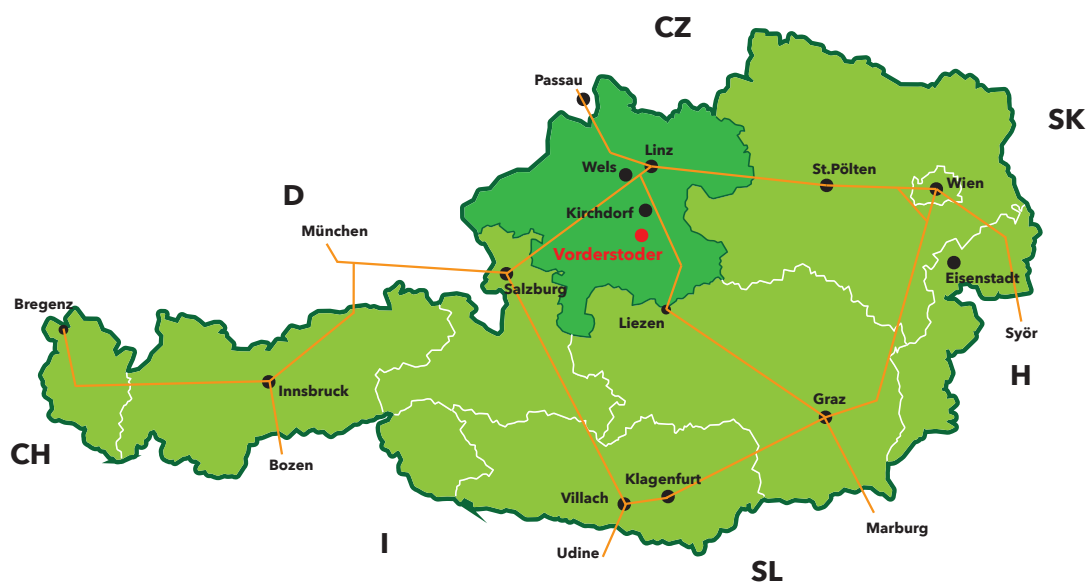 CZ
Passau
SK
Linz
Wels
St.Pölten
Wien
D
Kirchdorf
München
Vorderstoder
Eisenstadt
Salzburg
Bregenz
Liezen
Syör
H
Innsbruck
Graz
CH
Bozen
Klagenfurt
Villach
Marburg
I
Udine
SL